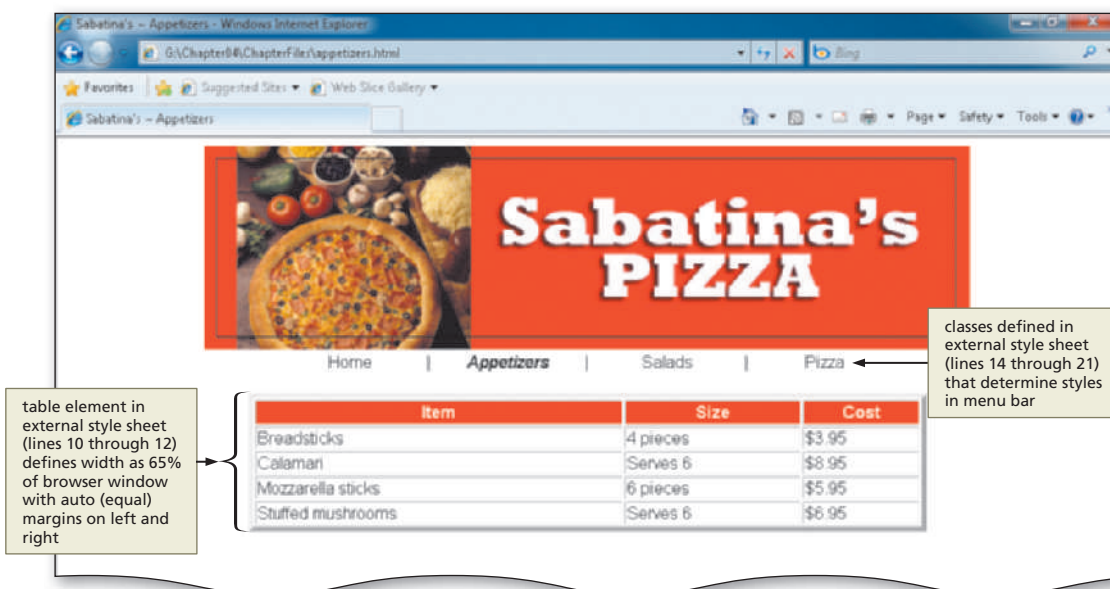 Sabatina's ~ Appetizers - Windows Internet Explorer
G:\Chapter04\ChapterFiles\appetizers.html
Bing
Favorites
Suggested Sites
Web Slice Gallery
Sabatina's ~ Appetizers
Page
Safety
Tools
Sabatina's
PIZZA
Home | Appetizers | Salads | Pizza
classes defined in
external style sheet
(lines 14 through 21)
that determine styles
in menu bar
table element in
external style sheet
(lines 10 through 12)
defines width as 65%
of browser window
with auto (equal)
margins on left and
right
Item Size Cost
Breadsticks 4 pieces $3.95
Calamari Serves 6 $8.95
Mozzarella sticks 6 pieces $5.95
Stuffed mushrooms Serves 6 $6.95